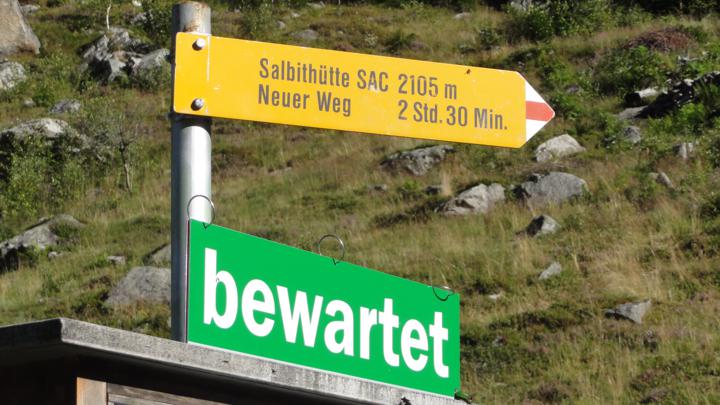 Salbithütte SAC 2105 m
Neuer Weg 2 Std. 30 Min.
bewartet